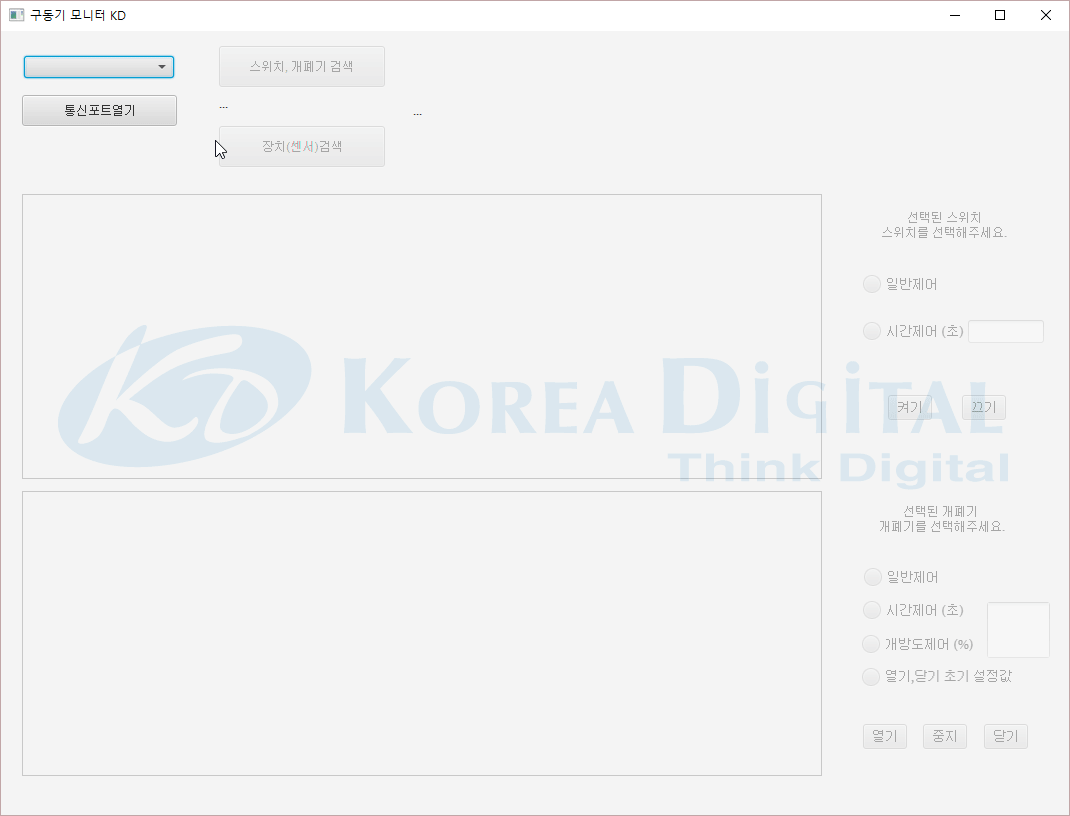 구동기 모니터 KD
스위치, 개폐기 검색
통신포트열기
...
...
장치(센서)검색
선택된 스위치
스위치를 선택해주세요.
일반제어
시간제어 (초)
켜기
끄기
KD KOREA DIGITAL
Think Digital
선택된 개폐기
개폐기를 선택해주세요.
일반제어
시간제어 (초)
개방도제어 (%)
열기,닫기 초기 설정값
열기
중지
닫기